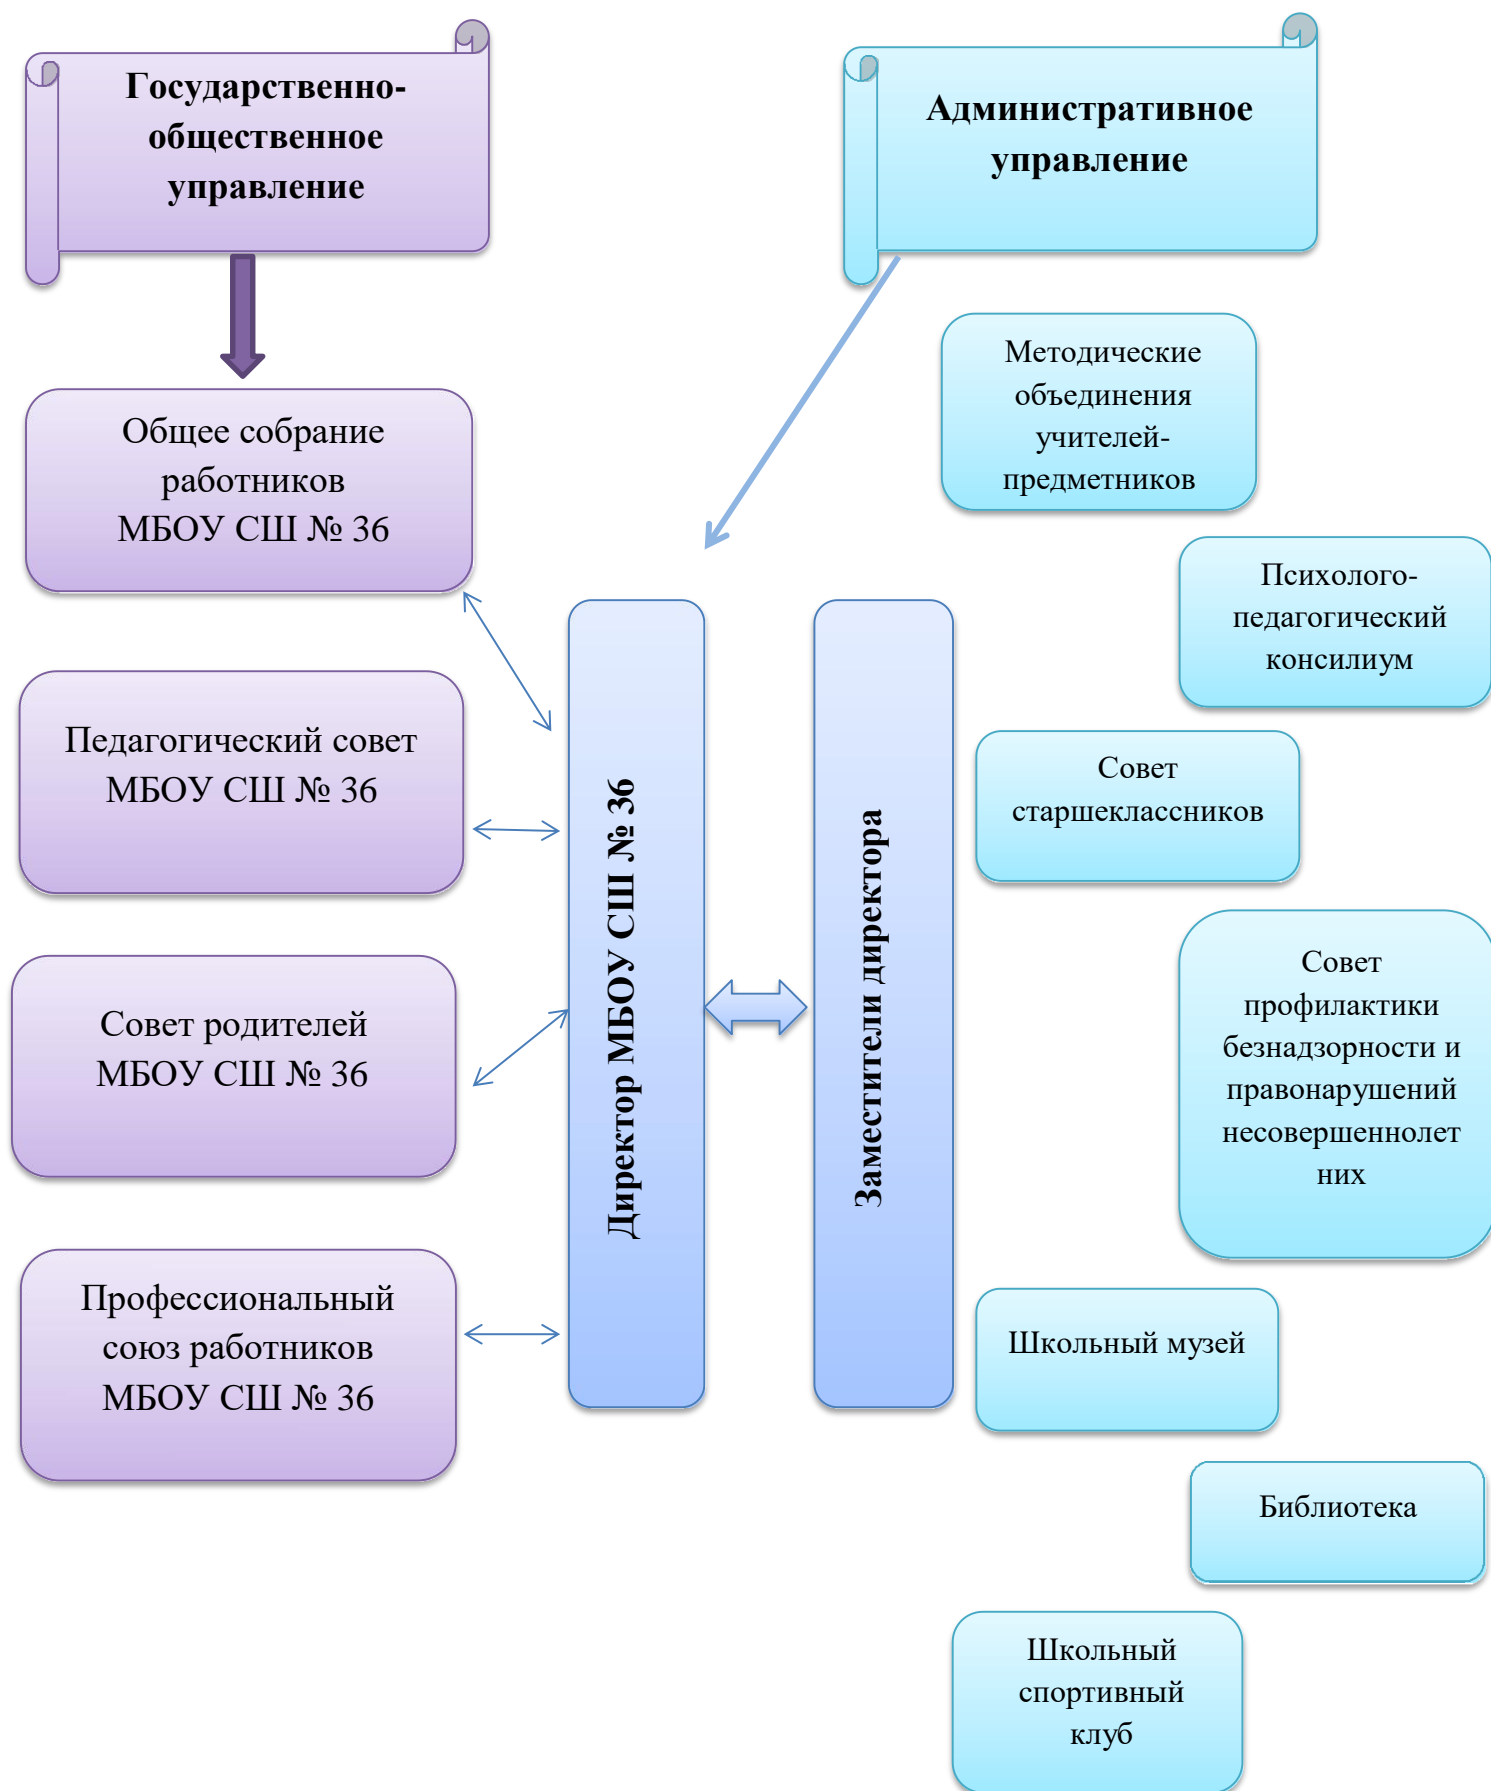 Государственно-
общественное
управление
Административное
управление
Методические
объединения
учителей-
предметников
Общее собрание
работников
МБОУ СШ № 36
Психолого-
педагогический
консилиум
Педагогический совет
МБОУ СШ № 36
Директор МБОУ СШ № 36
Заместители директора
Совет
старшеклассников
Совет
профилактики
безнадзорности и
правонарушений
несовершеннолет
них
Совет родителей
МБОУ СШ № 36
Профессиональный
союз работников
МБОУ СШ № 36
Школьный музей
Библиотека
Школьный
спортивный
клуб